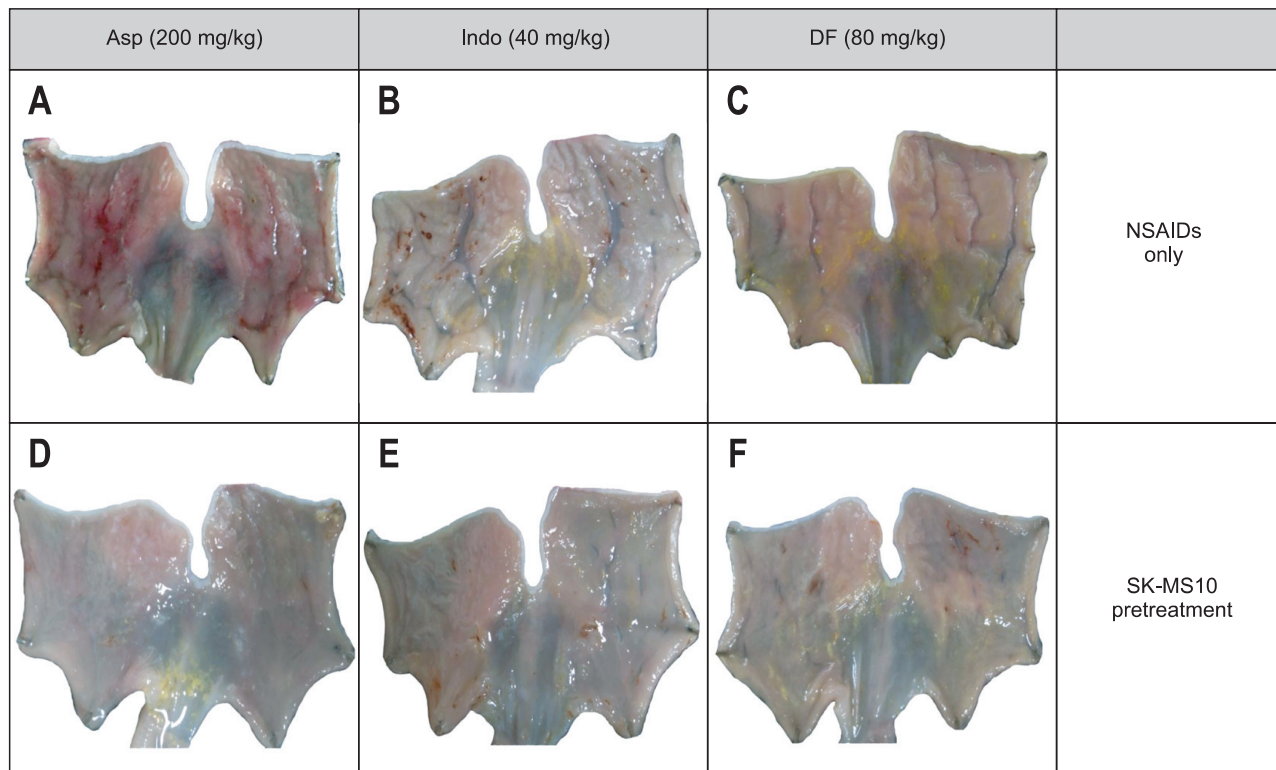 Asp (200 mg/kg)
Indo (40 mg/kg)
DF (80 mg/kg)
A
B
C
NSAIDs
only
D
E
F
SK-MS10
pretreatment